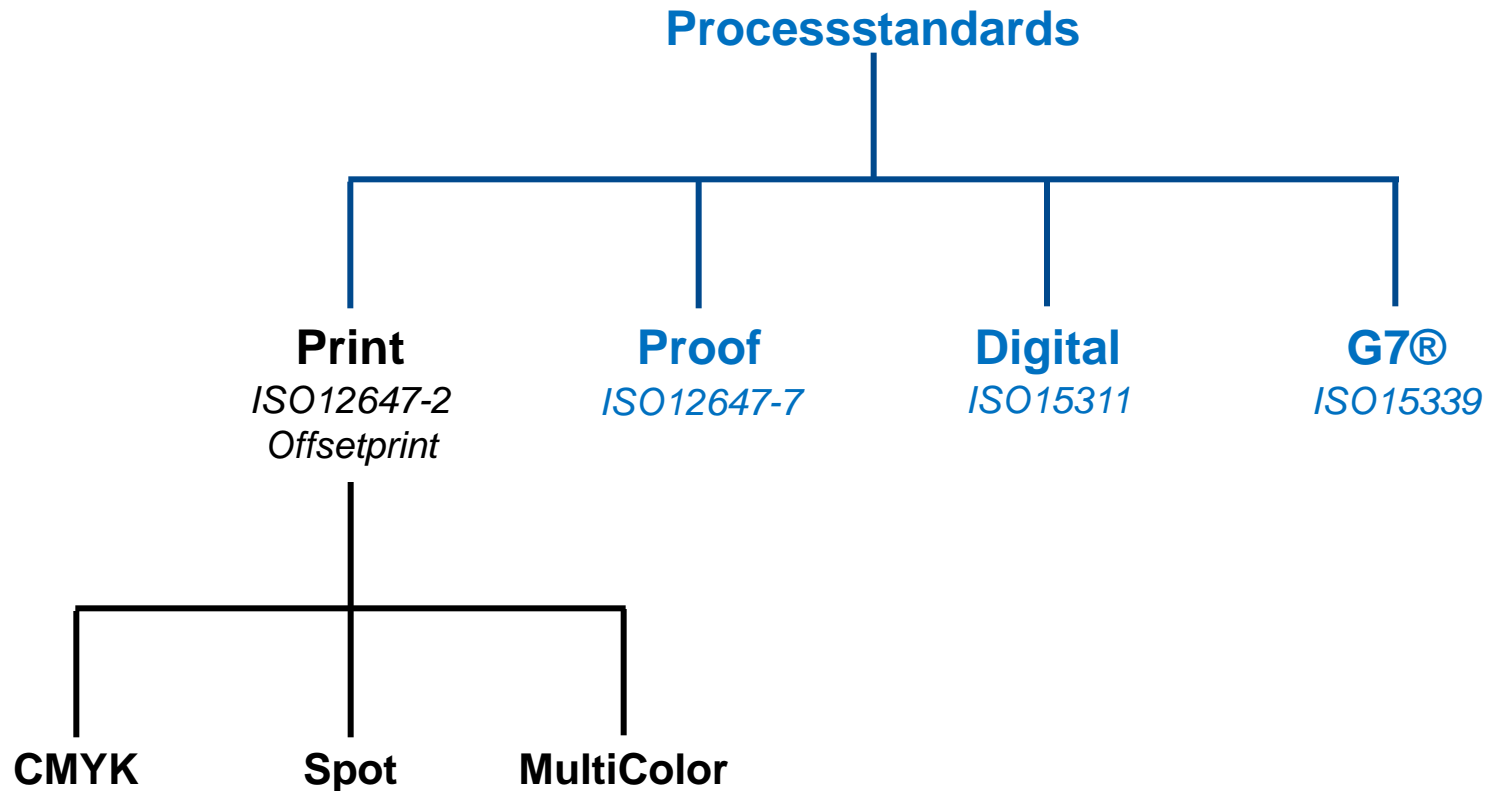 Processstandards
Print
ISO12647-2
Offsetprint
Proof
ISO12647-7
Digital
ISO15311
G7®
ISO15339
CMYK
Spot
MultiColor